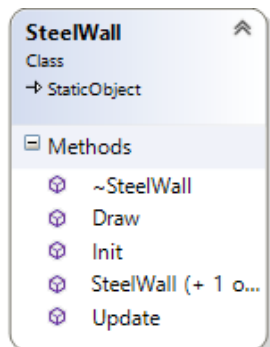 SteelWall
Class
StaticObject
Methods
~SteelWall
Draw
Init
SteelWall (+ 1 o...
Update